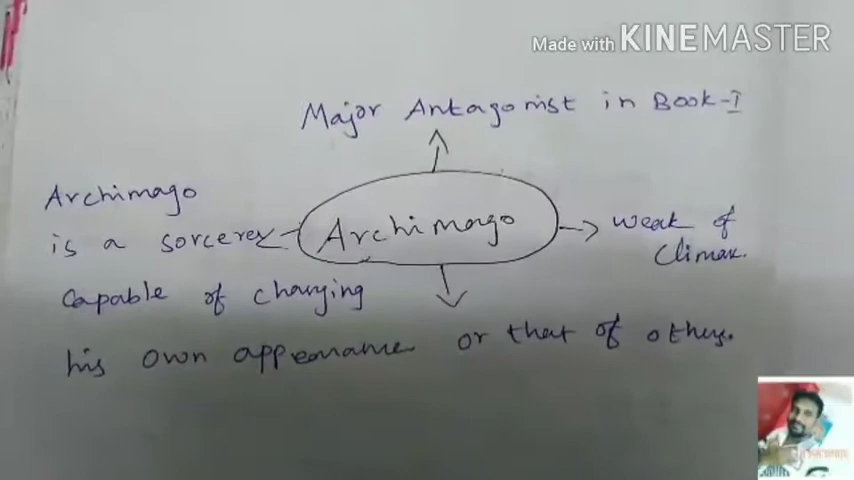 Made with KINEMASTER
Major Antagonist in Book-I
Archimago
is a sorcerer
Archimago
weak of
Climax.
capable of changing
his own appearance or that of others.